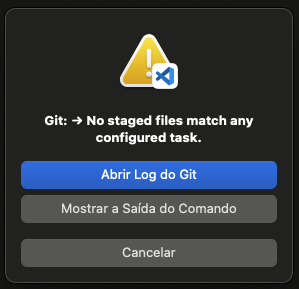 Git: → No staged files match any
configured task.
Abrir Log do Git
Mostrar a Saída do Comando
Cancelar